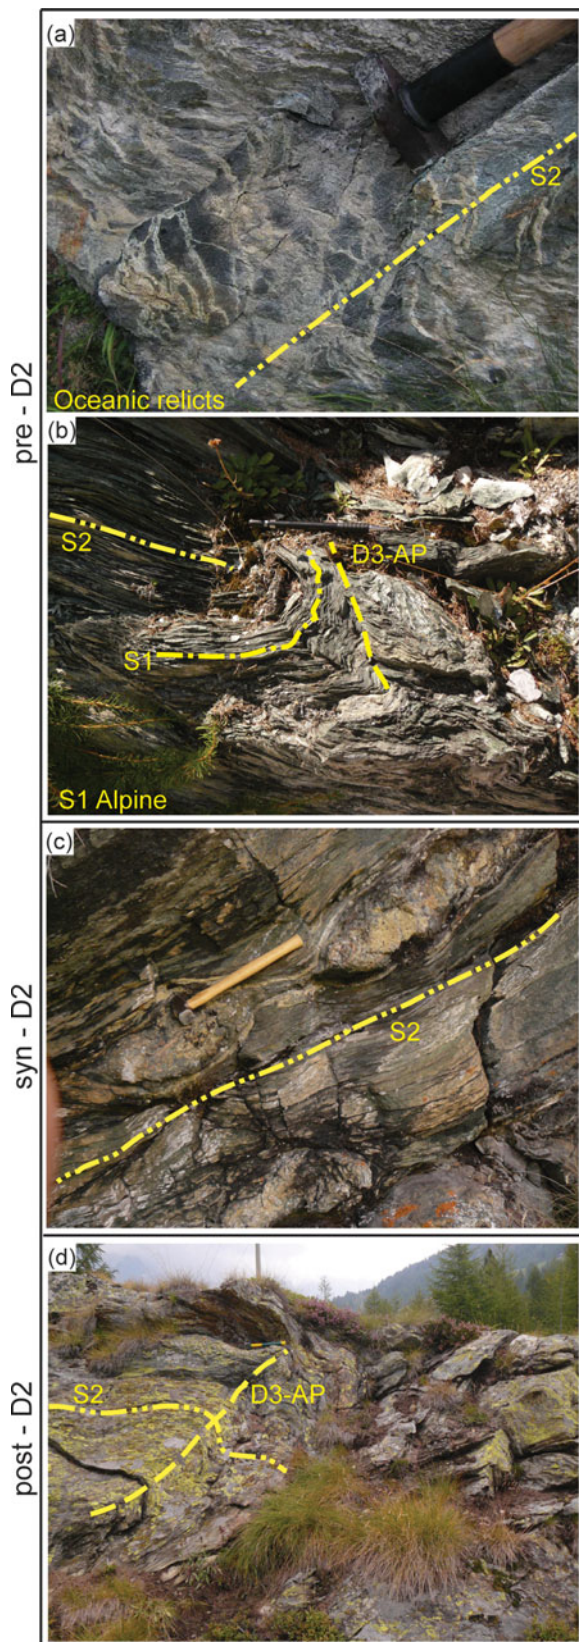 (a)
S2
Oceanic relicts
(b)
S2
D3-AP
S1
S1 Alpine
pre - D2
(c)
S2
syn - D2
(d)
S2
D3-AP
post - D2